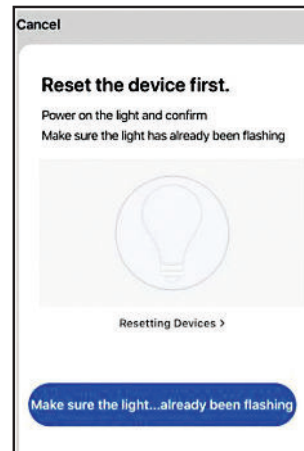 Cancel
Reset the device first.
Power on the light and confirm
Make sure the light has already been flashing
Resetting Devices >
Make sure the light...already been flashing